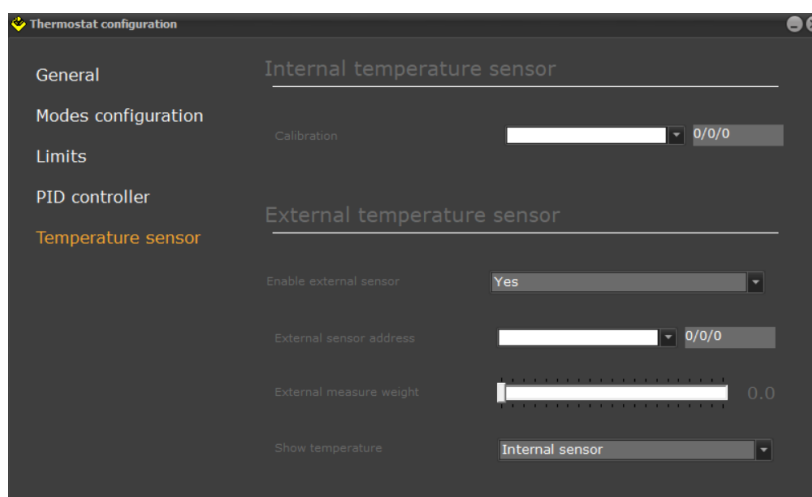 Thermostat configuration
General
Modes configuration
Limits
PID controller
Temperature sensor
Internal temperature sensor
Calibration 0/0/0
External temperature sensor
Enable external sensor Yes
External sensor address 0/0/0
External measure weight 0.0
Show temperature Internal sensor